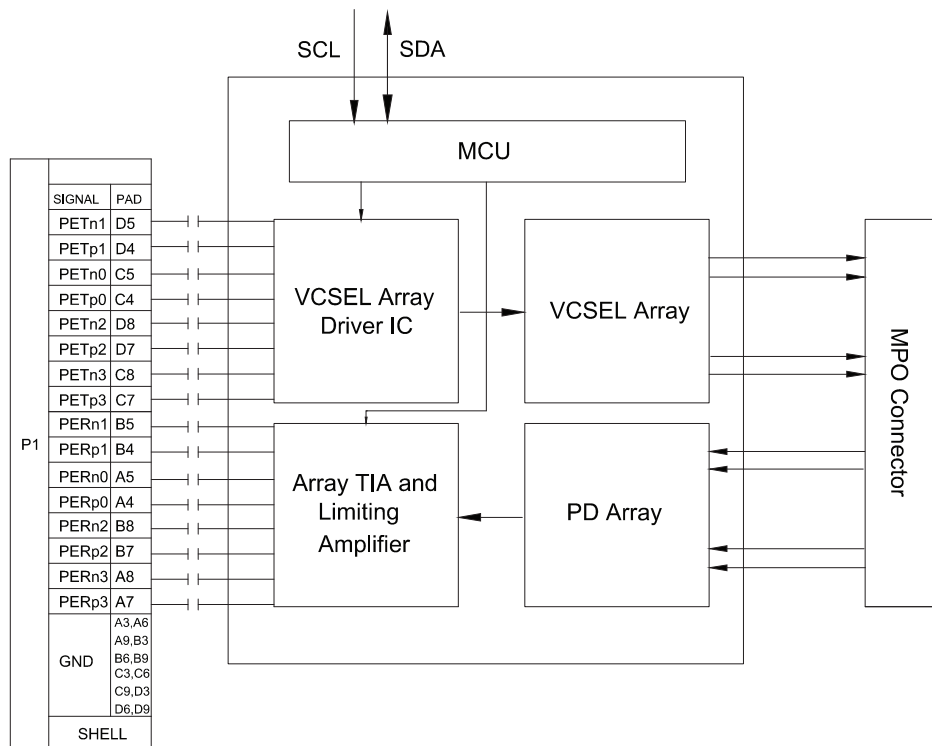 SCL SDA
MCU
SIGNAL PAD
PETn1 D5
PETp1 D4
PETn0 C5
PETp0 C4
PETn2 D8
PETp2 D7
PETn3 C8
PETp3 C7
PERn1 B5
PERp1 B4
PERn0 A5
PERp0 A4
PERn2 B8
PERp2 B7
PERn3 A8
PERp3 A7
P1
GND
A3,A6
A9,B3
B6,B9
C3,C6
C9,D3
D6,D9
SHELL
VCSEL Array
Driver IC
VCSEL Array
Array TIA and
Limiting
Amplifier
PD Array
MPO Connector